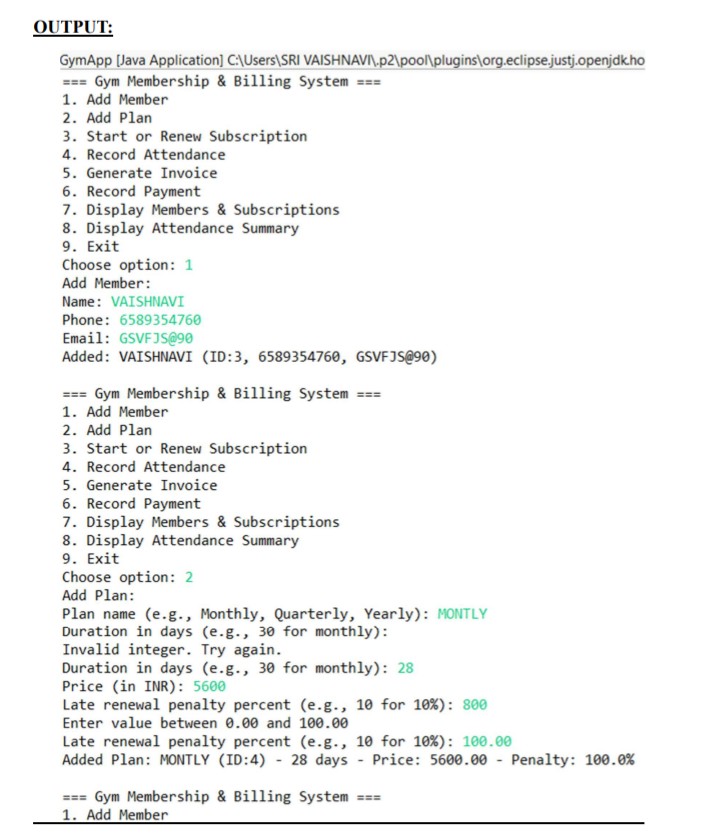 OUTPUT:
GymApp [Java Application] C:\Users\SRI VAISHNAVI\.p2\pool\plugins\org.eclipse.justj.openjdk.ho
=== Gym Membership & Billing System ===
1. Add Member
2. Add Plan
3. Start or Renew Subscription
4. Record Attendance
5. Generate Invoice
6. Record Payment
7. Display Members & Subscriptions
8. Display Attendance Summary
9. Exit
Choose option: 1
Add Member:
Name: VAISHNAVI
Phone: 6589354760
Email: GSVFJS@90
Added: VAISHNAVI (ID:3, 6589354760, GSVFJS@90)
=== Gym Membership & Billing System ===
1. Add Member
2. Add Plan
3. Start or Renew Subscription
4. Record Attendance
5. Generate Invoice
6. Record Payment
7. Display Members & Subscriptions
8. Display Attendance Summary
9. Exit
Choose option: 2
Add Plan:
Plan name (e.g., Monthly, Quarterly, Yearly): MONTLY
Duration in days (e.g., 30 for monthly):
Invalid integer. Try again.
Duration in days (e.g., 30 for monthly): 28
Price (in INR): 5600
Late renewal penalty percent (e.g., 10 for 10%): 800
Enter value between 0.00 and 100.00
Late renewal penalty percent (e.g., 10 for 10%): 100.00
Added Plan: MONTLY (ID:4) - 28 days - Price: 5600.00 - Penalty: 100.0%
=== Gym Membership & Billing System ===
1. Add Member